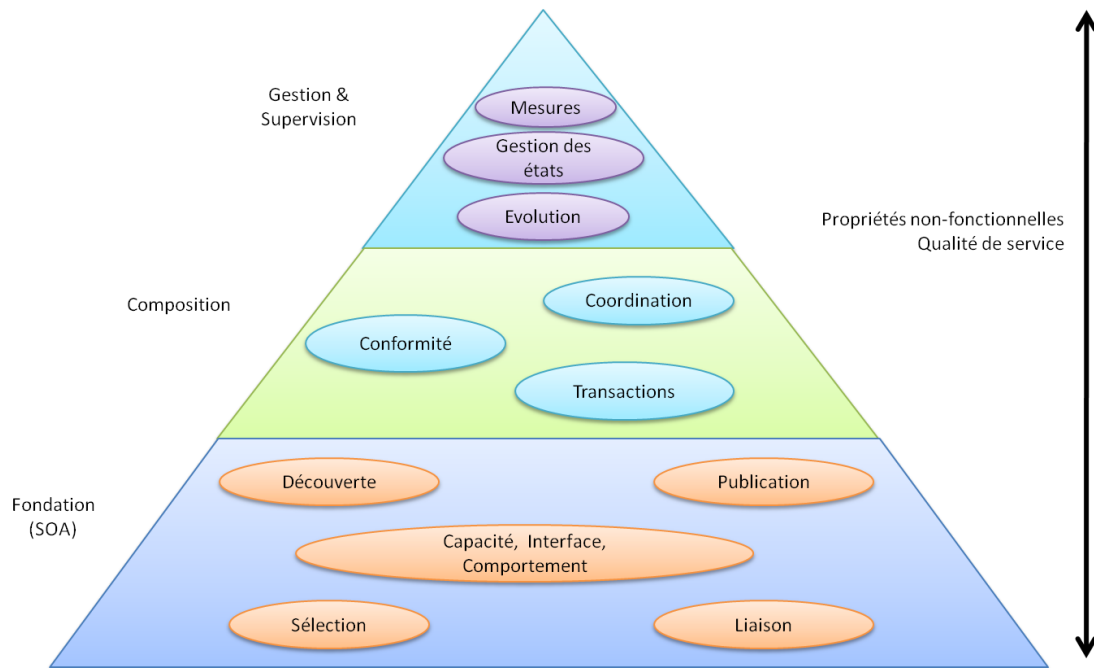 Gestion &
Supervision
Mesures
Gestion des
états
Evolution
Propriétés non-fonctionnelles
Qualité de service
Composition
Coordination
Conformité
Transactions
Fondation
(SOA)
Découverte
Publication
Capacité, Interface,
Comportement
Sélection
Liaison